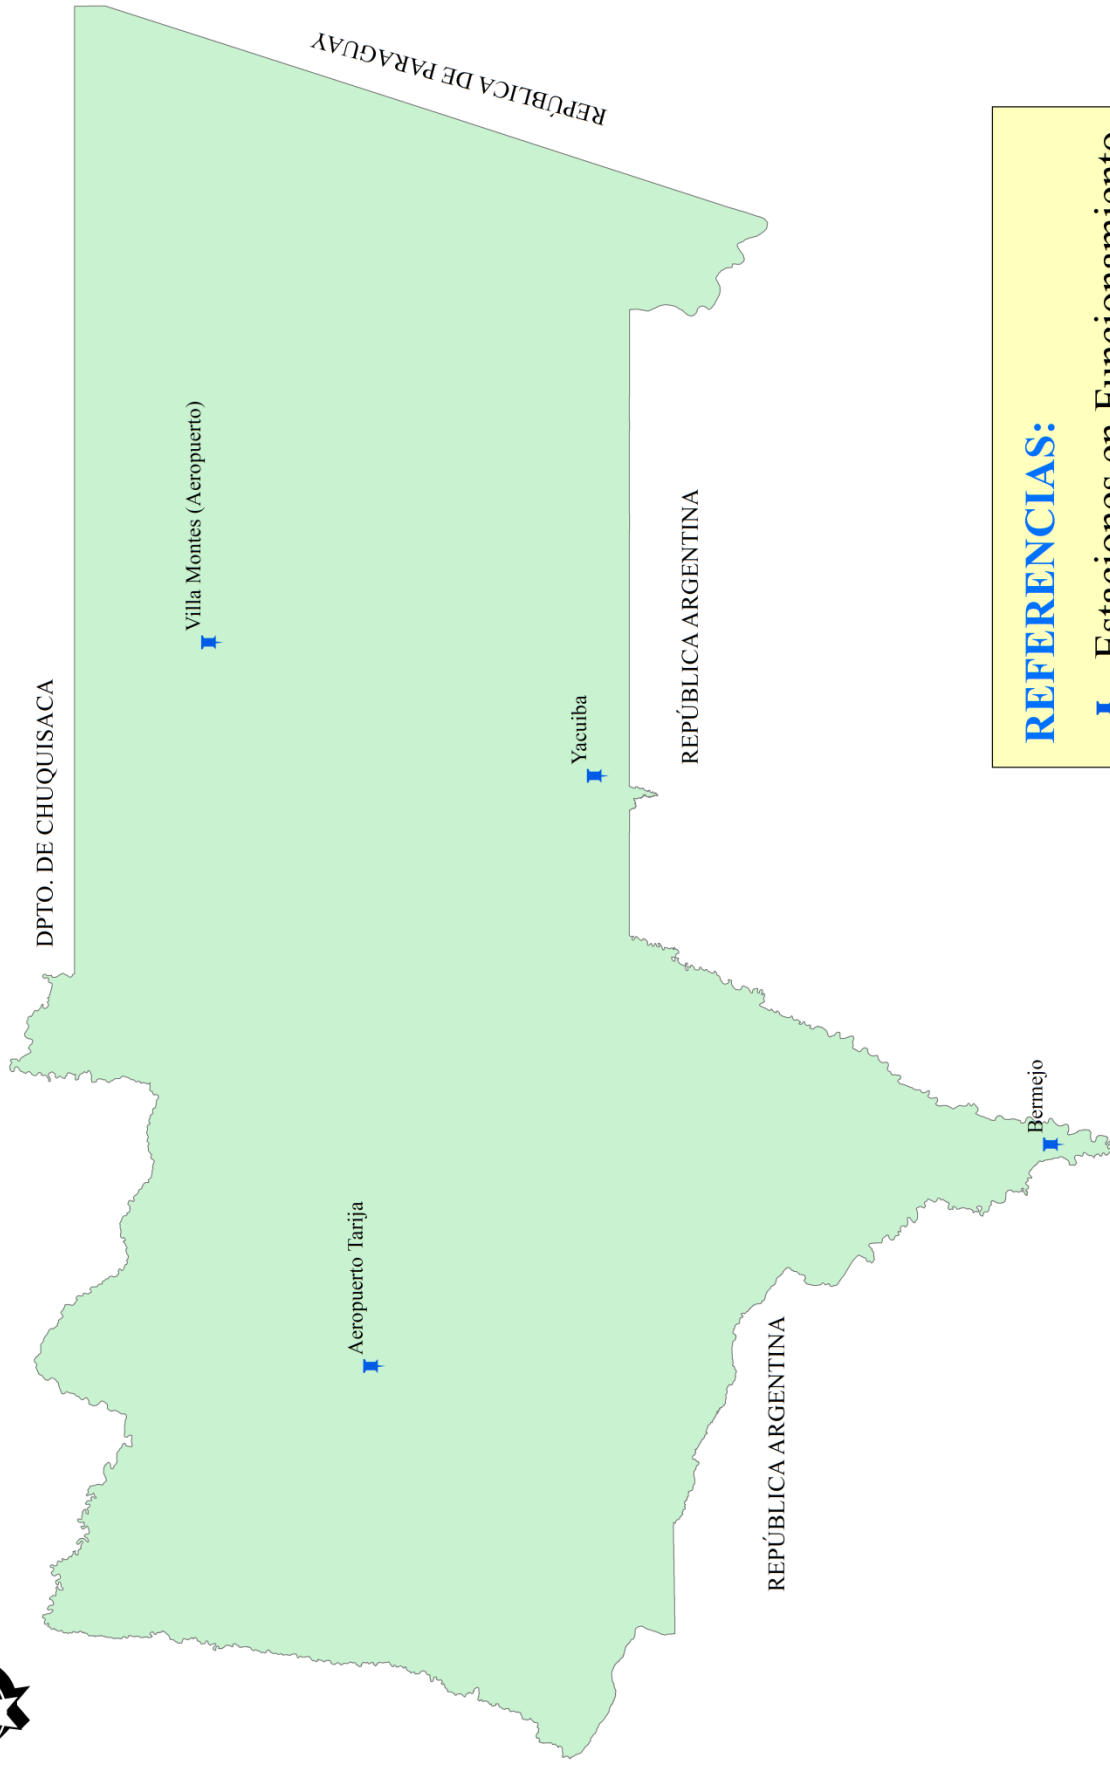 DPTO. DE CHUQUISACA
REPÚBLICA DE PARAGUAY
Villa Montes (Aeropuerto)
Aeropuerto Tarija
Yacuiba
REPÚBLICA ARGENTINA
REPÚBLICA ARGENTINA
Bermejo
REFERENCIAS:
Estaciones en Funcionamiento